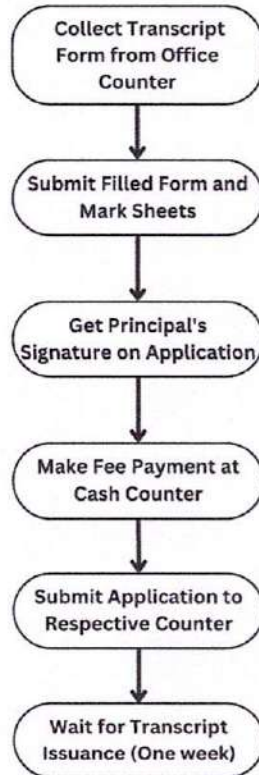 Collect Transcript
Form from Office
Counter
Submit Filled Form and
Mark Sheets
Get Principal's
Signature on Application
Make Fee Payment at
Cash Counter
Submit Application to
Respective Counter
Wait for Transcript
Issuance (One week)